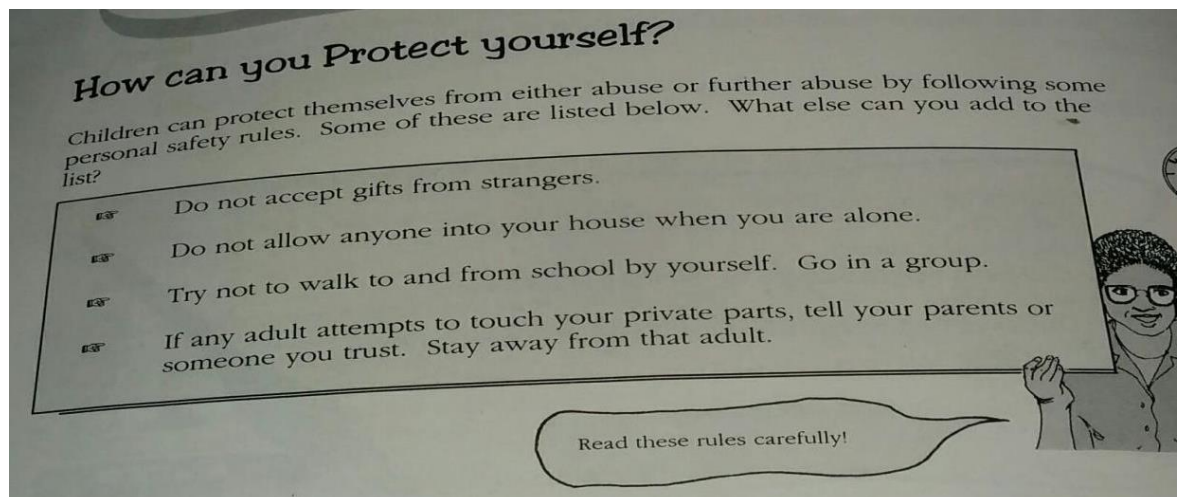 How can you Protect yourself?
Children can protect themselves from either abuse or further abuse by following some
personal safety rules. Some of these are listed below. What else can you add to the
list?
☞ Do not accept gifts from strangers.
☞ Do not allow anyone into your house when you are alone.
☞ Try not to walk to and from school by yourself. Go in a group.
☞ If any adult attempts to touch your private parts, tell your parents or
someone you trust. Stay away from that adult.
Read these rules carefully!